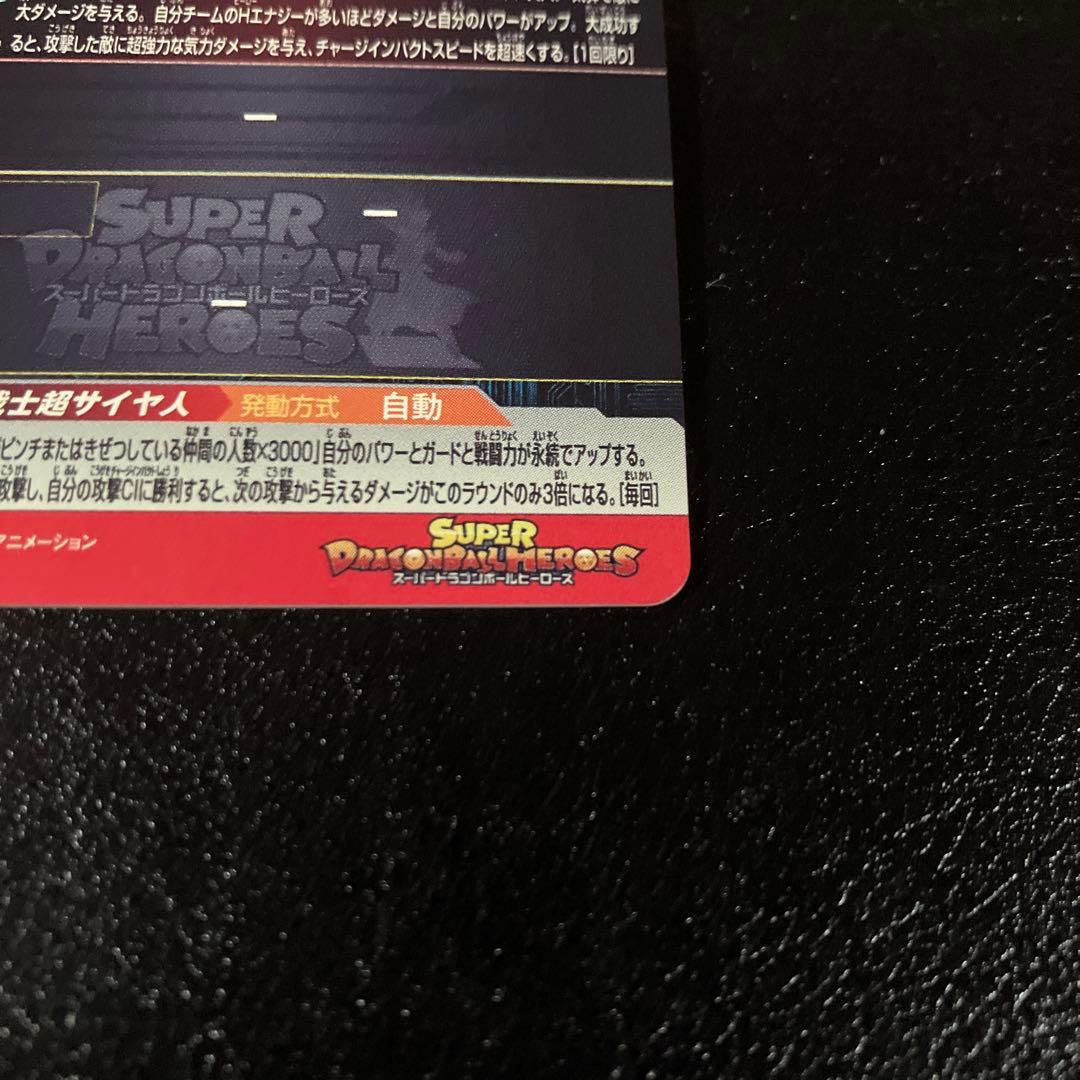 大ダメージを与える。自分チームのHエナジーが多いほどダメージと自分のパワーがアップ。大成功す
ると、攻撃した敵に超強力な気力ダメージを与え、チャージインパクトスピードを超速くする。[1回限り]
SUPER
DRAGONBALL
スーパードラゴンボールヒーローズ
HEROES
士超サイヤ人 発動方式 自動
ピンチまたはきぜつしている仲間の人数×3000」自分のパワーとガードと戦闘力が永続でアップする。
攻撃し、自分の攻撃CIに勝利すると、次の攻撃から与えるダメージがこのラウンドのみ3倍になる。[毎回]
アニメーション
SUPER
DRAGONBALL HEROES
スーパードラゴンボールヒーローズ